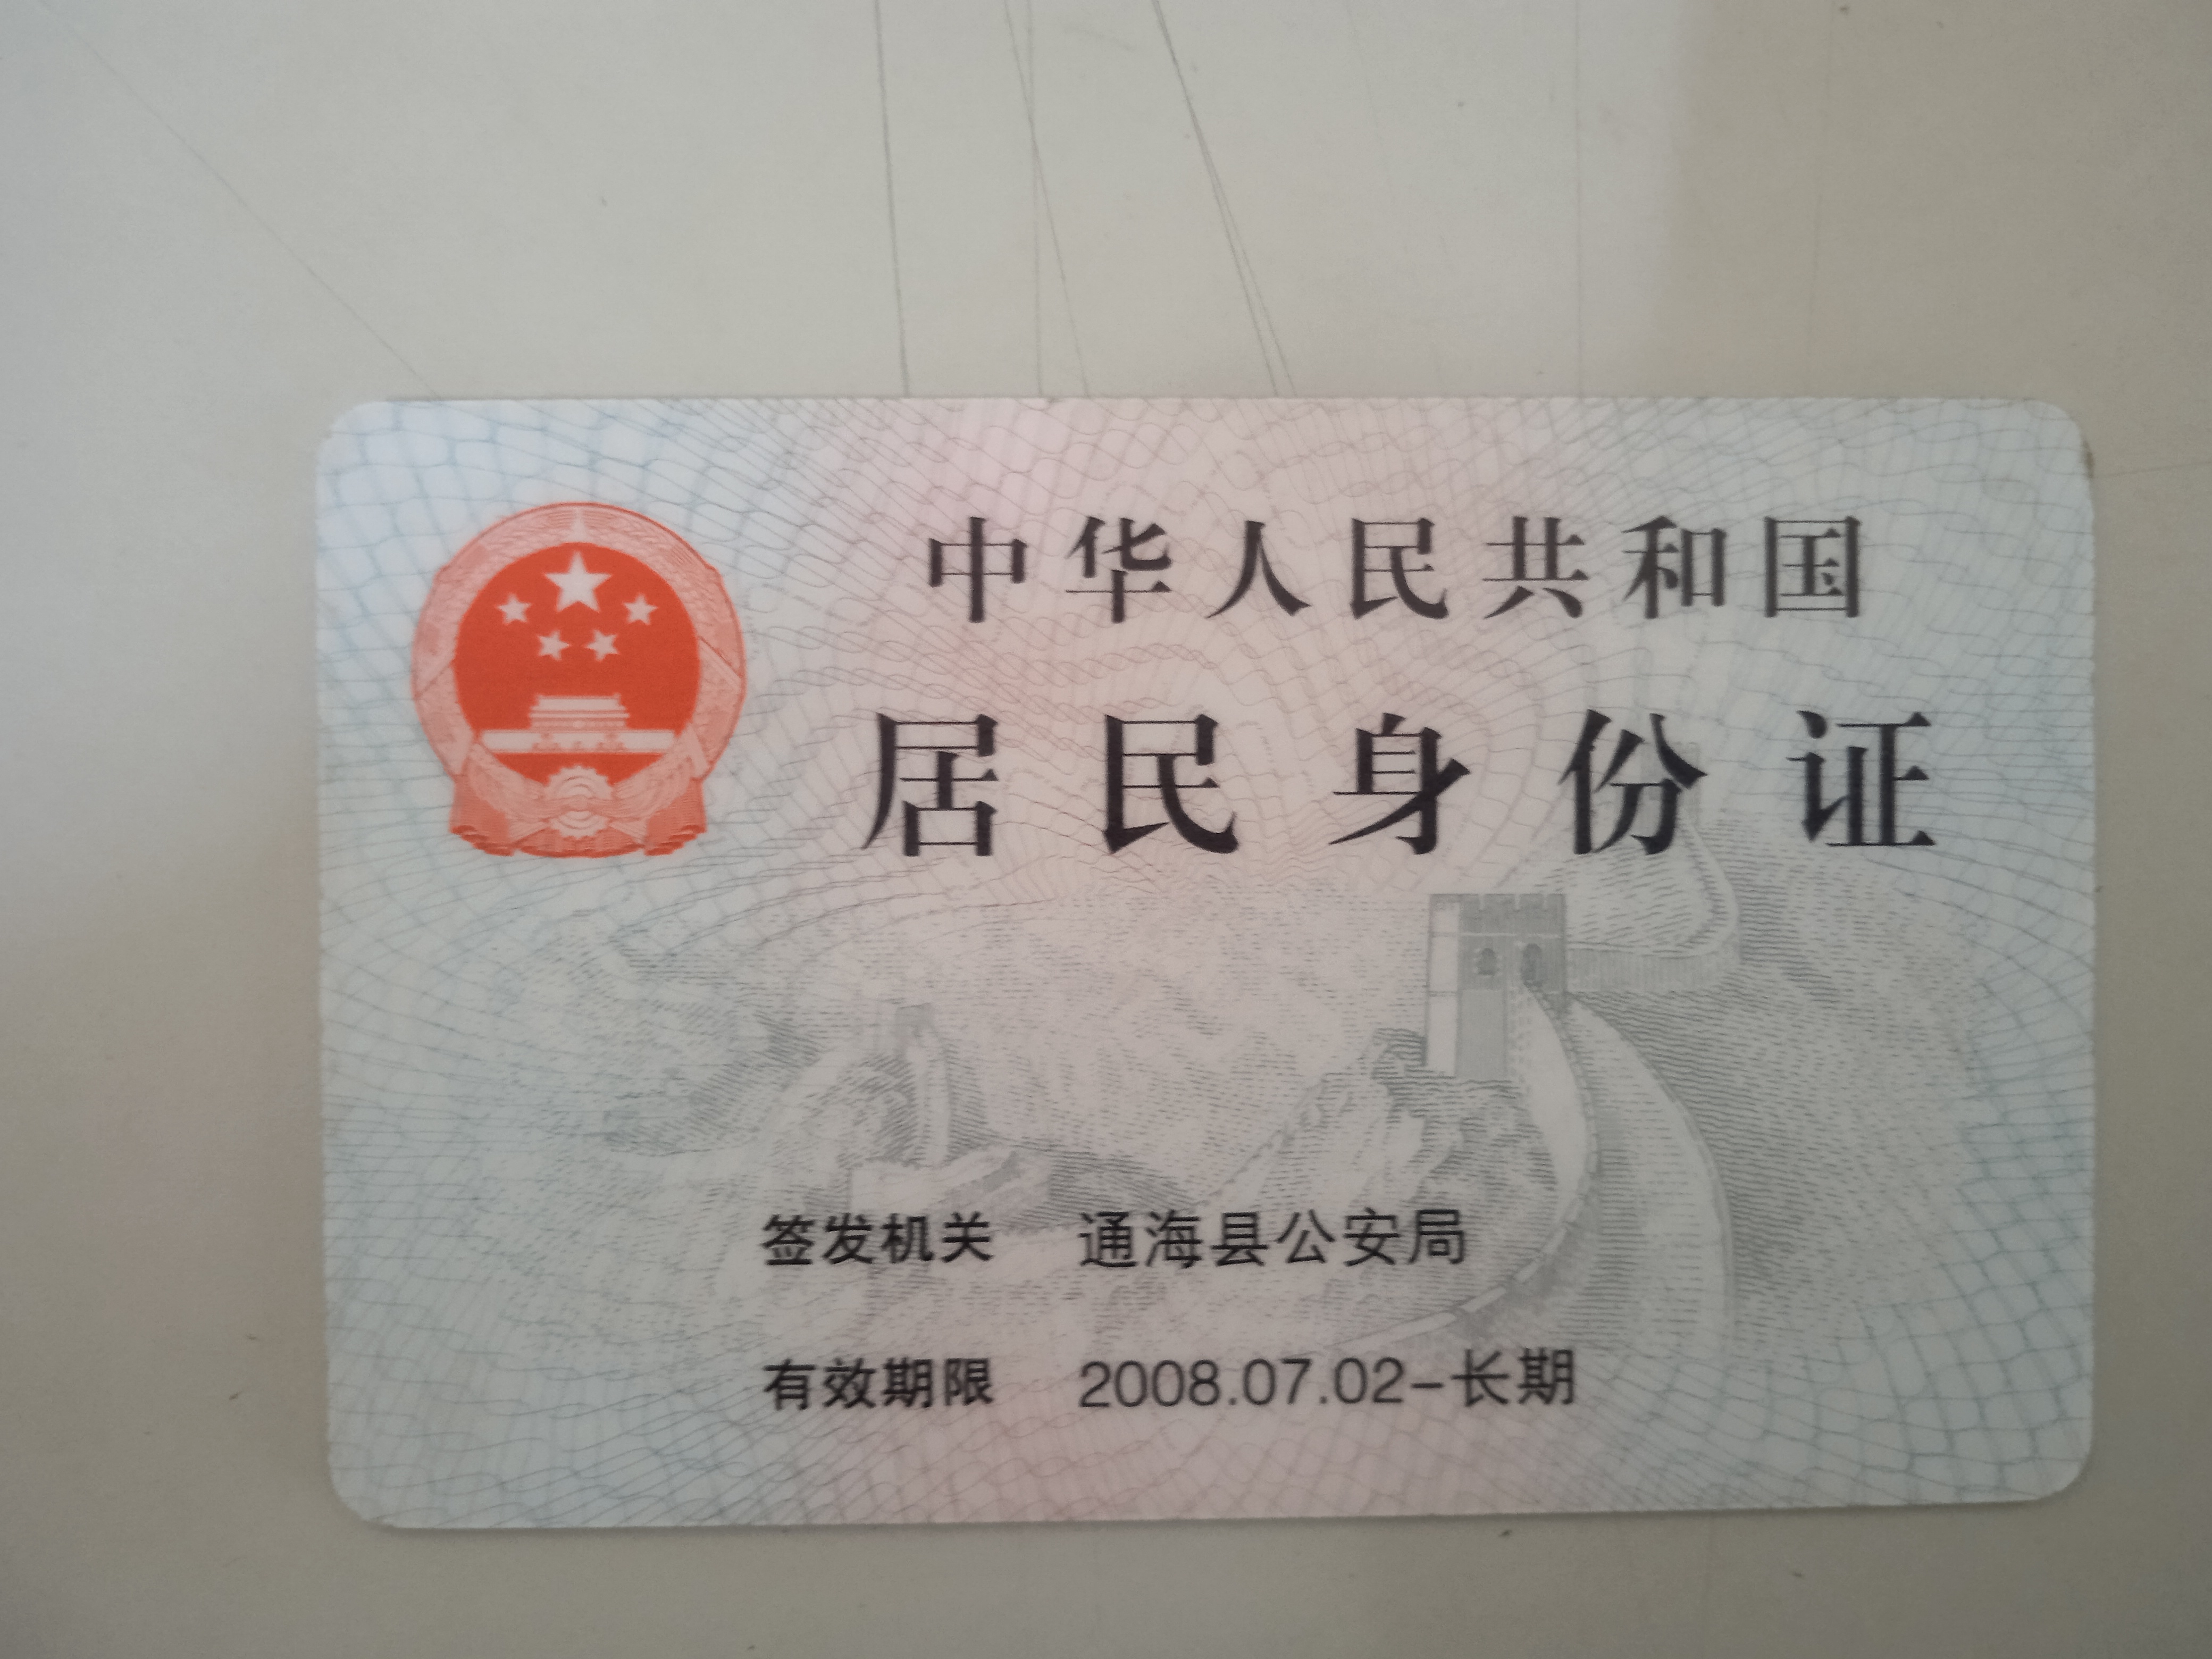 中华人民共和国
居民身份证
签发机关 通海县公安局
有效期限 2008.07.02-长期